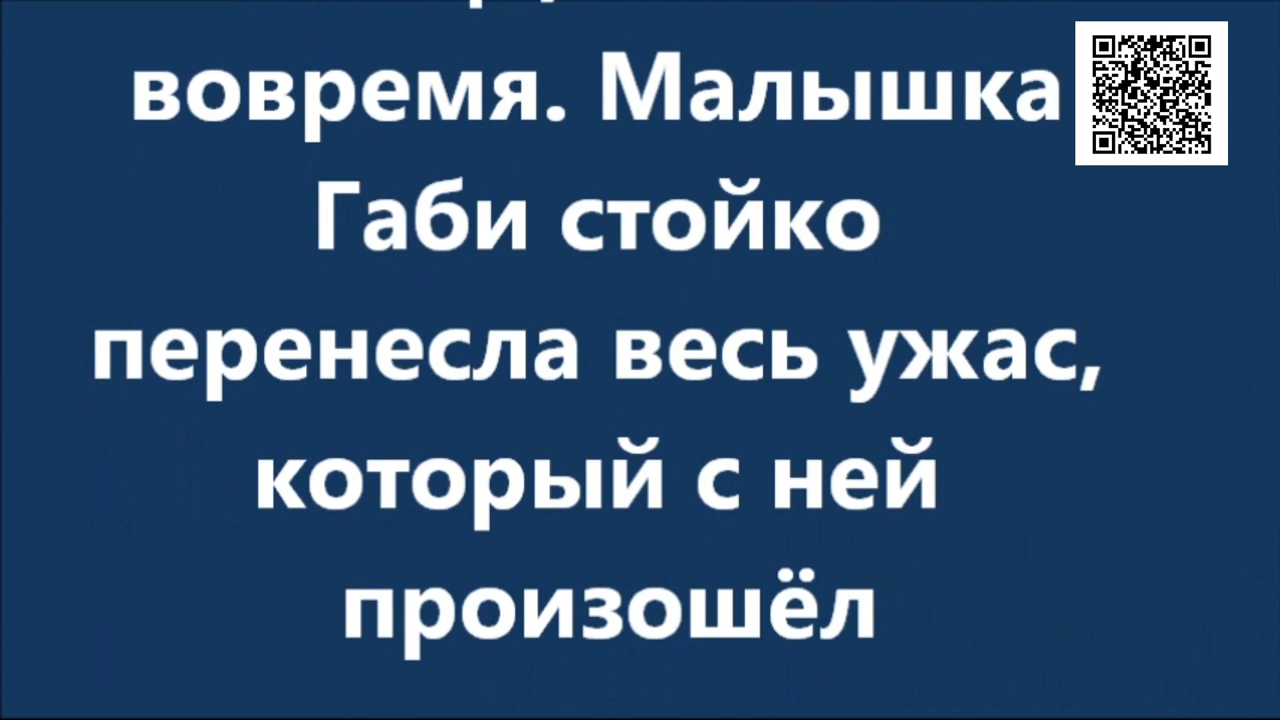 вовремя. Малышка
Габи стойко
перенесла весь ужас,
который с ней
произошёл